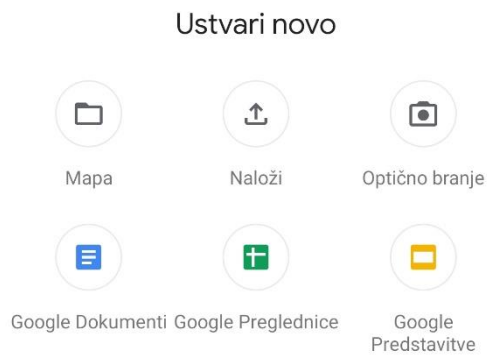 Ustvari novo
Mapa
Naloži
Optično branje
Google Dokumenti
Google Preglednice
Google
Predstavitve